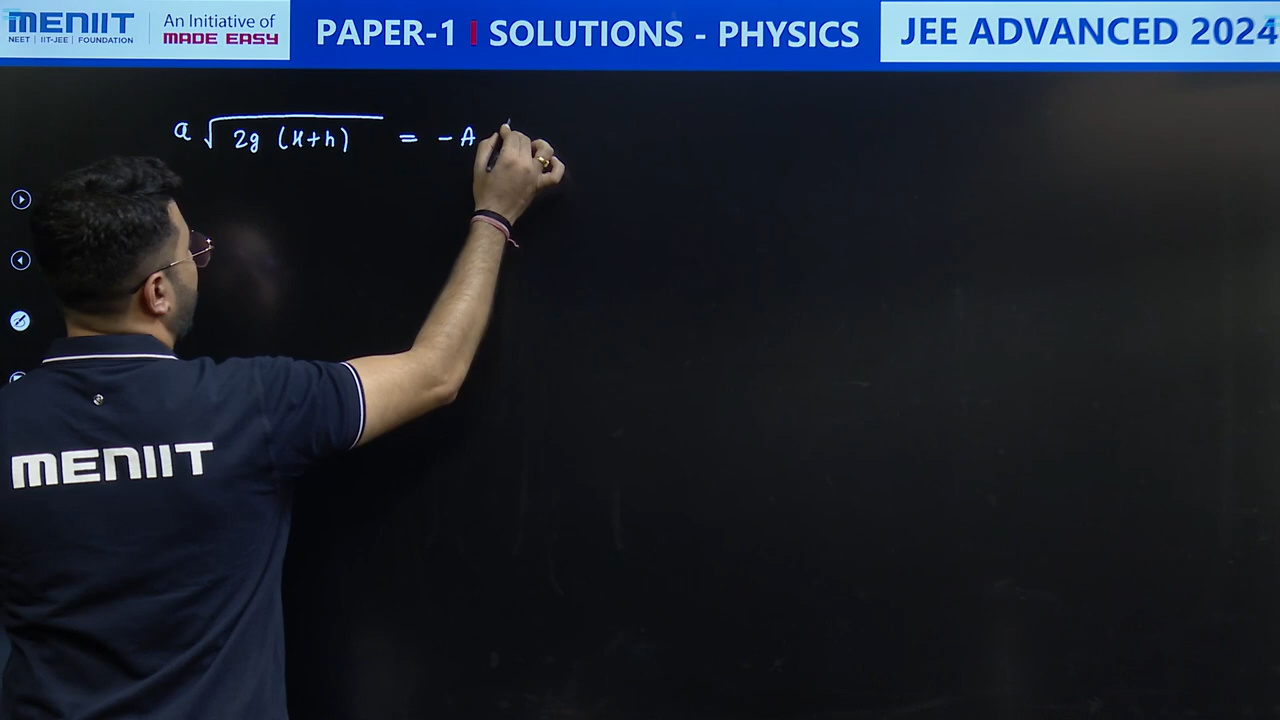 MENIIT
NEET | IIT-JEE | FOUNDATION
An Initiative of
MADE EASY
PAPER-1 | SOLUTIONS - PHYSICS
JEE ADVANCED 2024
a √2g (x+h) = -A
MENIIT